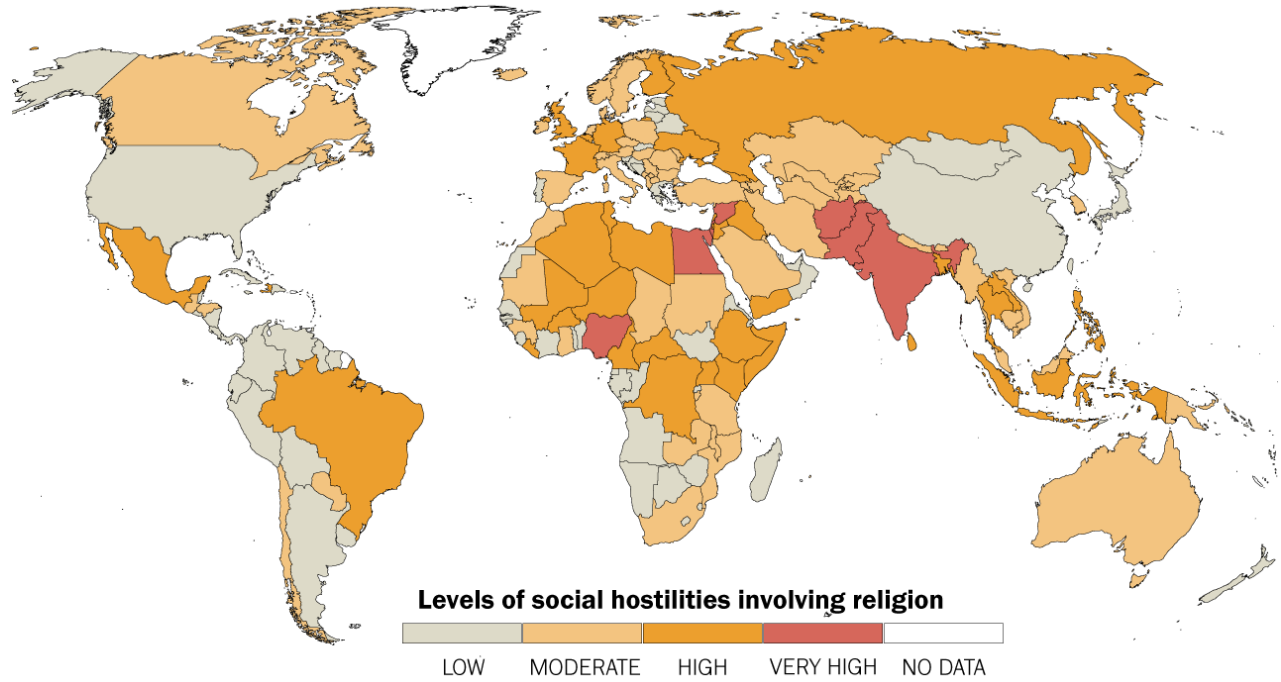 Levels of social hostilities involving religion
LOW MODERATE HIGH VERY HIGH NO DATA